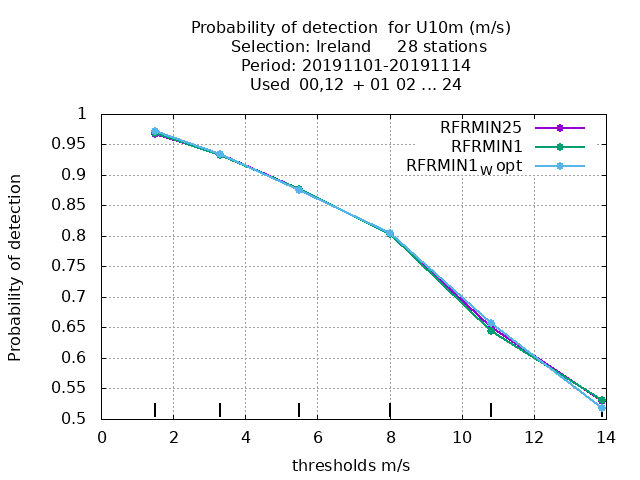 Probability of detection  for U10m (m/s)
Selection: Ireland     28 stations
Period: 20191101-20191114
Used  00,12  + 01 02 ... 24
RFRMIN25
RFRMIN1
RFRMIN1W opt
1
0.95
0.9
0.85
0.8
0.75
0.7
0.65
0.6
0.55
0.5
Probability of detection
0 2 4 6 8 10 12 14
thresholds m/s